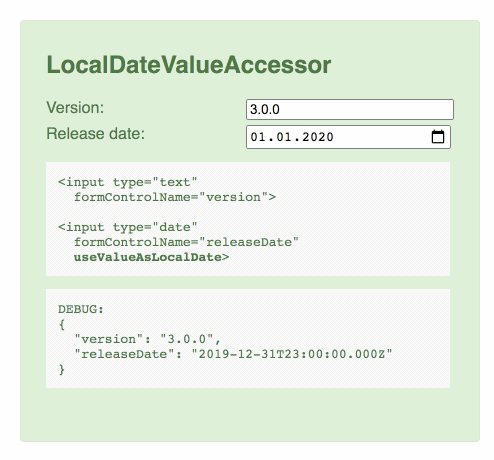 LocalDateValueAccessor
Version: 3.0.0
Release date: 01.01.2020
<input type="text"
  formControlName="version">
<input type="date"
  formControlName="releaseDate"
  useValueAsLocalDate>
DEBUG:
{
  "version": "3.0.0",
  "releaseDate": "2019-12-31T23:00:00.000Z"
}